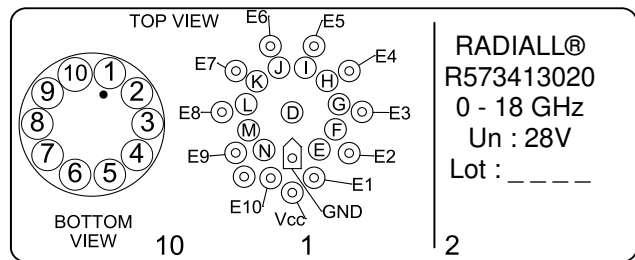 TOP VIEW
E6
E5
E7
E4
E8
E3
E9
E2
E10
E1
Vcc
GND
J
I
K
H
L
D
G
M
F
N
E
10
1
9
2
8
3
7
4
6
5
BOTTOM
VIEW
10
1
2
RADIALL®
R573413020
0 - 18 GHz
Un : 28V
Lot : _ _ _ _